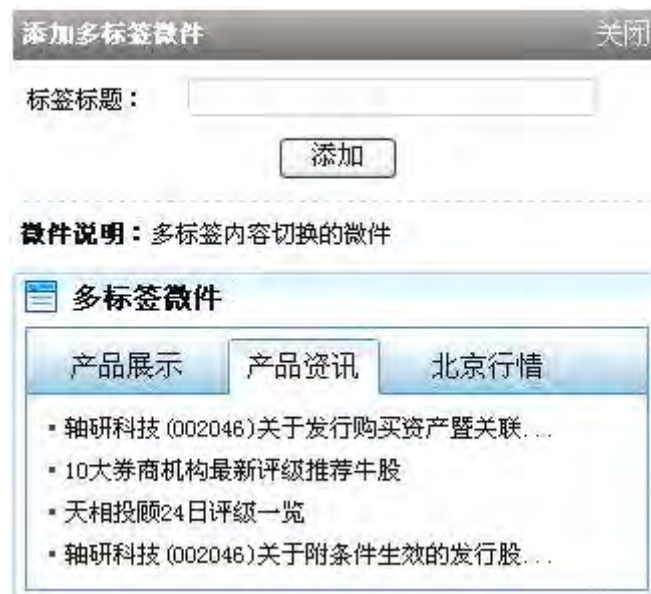 添加多标签微件 关闭
标签标题：
添加
微件说明：多标签内容切换的微件
多标签微件
产品展示 产品资讯 北京行情
▪ 轴研科技(002046)关于发行购买资产暨关联...
▪ 10大券商机构最新评级推荐牛股
▪ 天相投顾24日评级一览
▪ 轴研科技(002046)关于附条件生效的发行股...